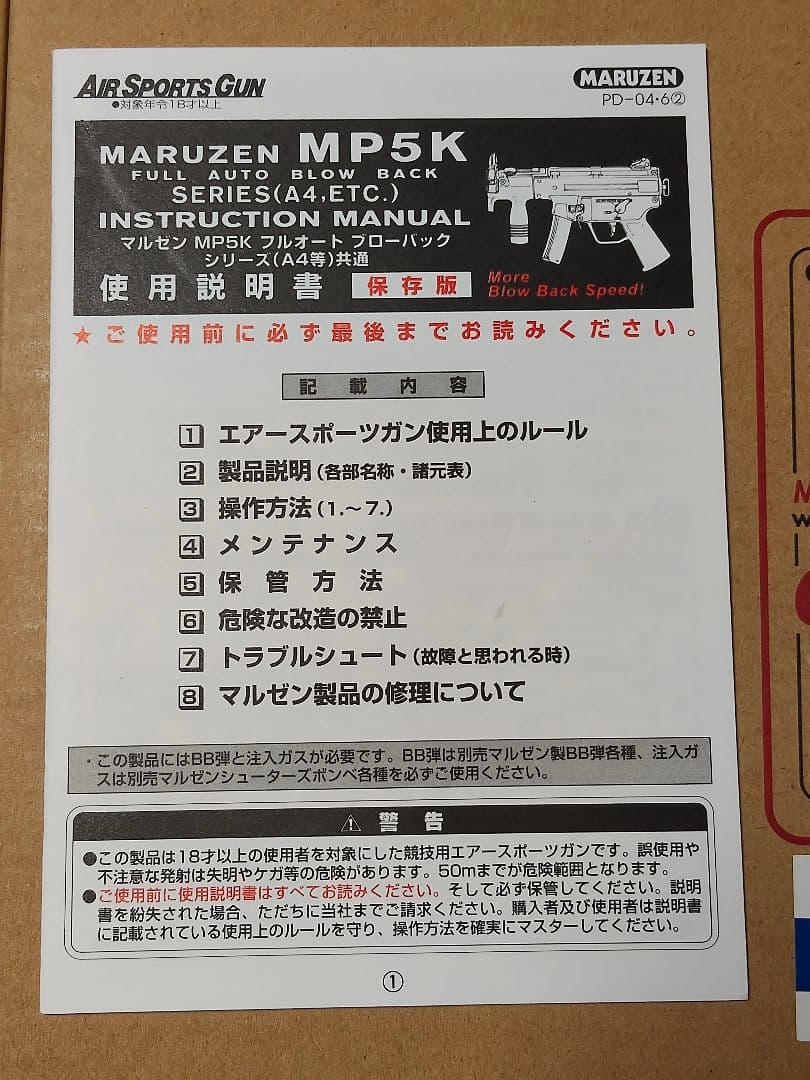 AIR SPORTS GUN
●対象年令18才以上
MARUZEN
PD-04・6②
MARUZEN MP5K
FULL AUTO BLOW BACK
SERIES(A4,ETC.)
INSTRUCTION MANUAL
マルゼン MP5K フルオート ブローバック
シリーズ(A4等)共通
使用説明書 保存版
More
Blow Back Speed!
★ご使用前に必ず最後までお読みください。
記載内容
1 エアースポーツガン使用上のルール
2 製品説明(各部名称・諸元表)
3 操作方法(1.〜7.)
4 メンテナンス
5 保管方法
6 危険な改造の禁止
7 トラブルシュート(故障と思われる時)
8 マルゼン製品の修理について
・この製品にはBB弾と注入ガスが必要です。BB弾は別売マルゼン製BB弾各種、注入ガ
スは別売マルゼンシューターズボンベ各種を必ずご使用ください。
⚠ 警告
●この製品は18才以上の使用者を対象にした競技用エアースポーツガンです。誤使用や
不注意な発射は失明やケガ等の危険があります。50mまでが危険範囲となります。
●ご使用前に使用説明書はすべてお読みください。そして必ず保管してください。説明
書を紛失された場合、ただちに当社までご請求ください。購入者及び使用者は説明書
に記載されている使用上のルールを守り、操作方法を確実にマスターしてください。
①